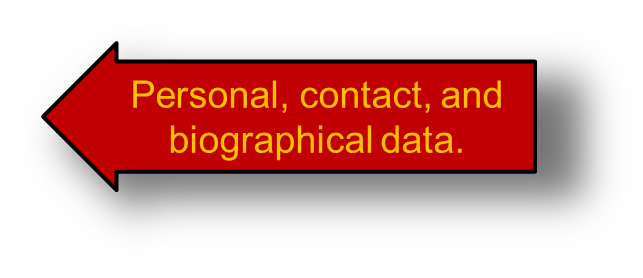 Personal, contact, and
biographical data.